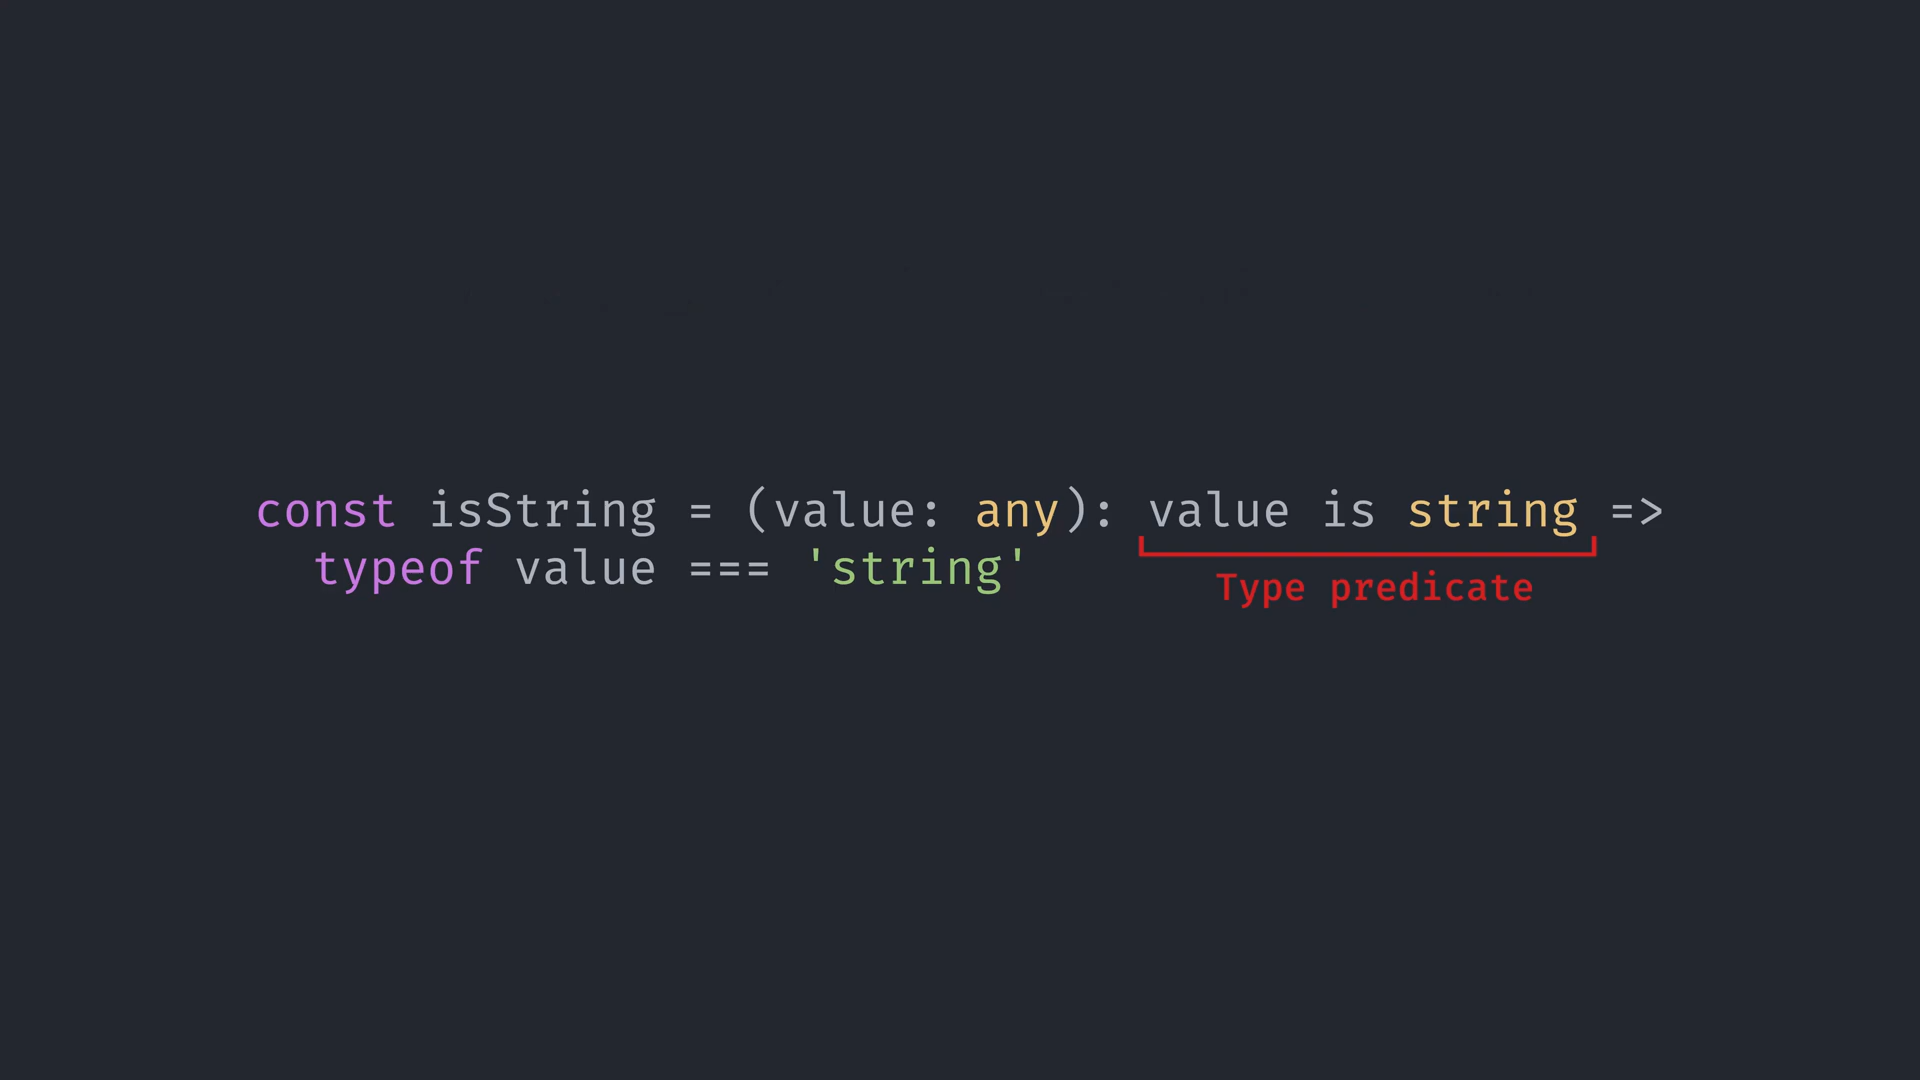 const isString = (value: any): value is string =>
typeof value === 'string'
Type predicate